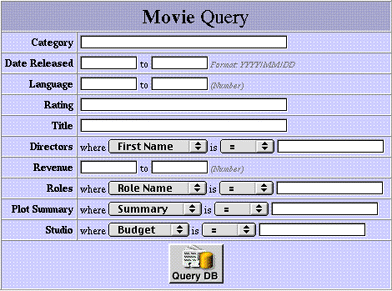 Movie Query
Category
Date Released to Format YYYY/MM/DD
Language to (Number)
Rating
Title
Directors where First Name is =
Revenue to (Number)
Roles where Role Name is =
Plot Summary where Summary is =
Studio where Budget is =
Query DB